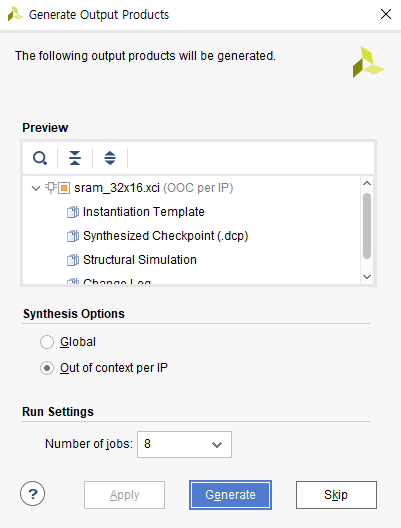 Generate Output Products
The following output products will be generated.
Preview
sram_32x16.xci (OOC per IP)
Instantiation Template
Synthesized Checkpoint (.dcp)
Structural Simulation
Change Log
Synthesis Options
Global
Out of context per IP
Run Settings
Number of jobs: 8
? Apply Generate Skip